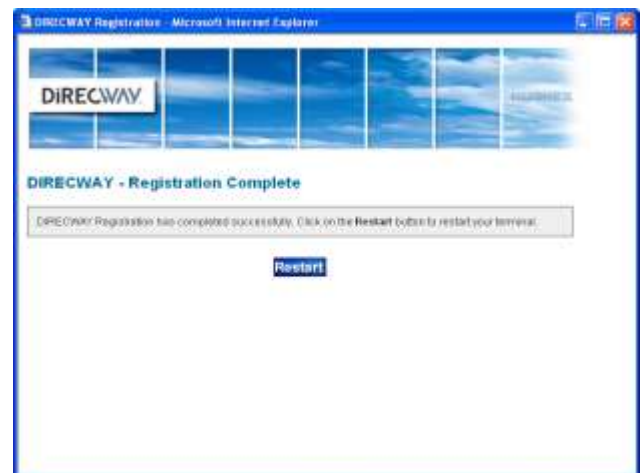 DIRECWAY Registration - Microsoft Internet Explorer
DIRECWAY
HUGHES
DIRECWAY - Registration Complete
DIRECWAY Registration has completed successfully. Click on the Restart button to restart your terminal.
Restart